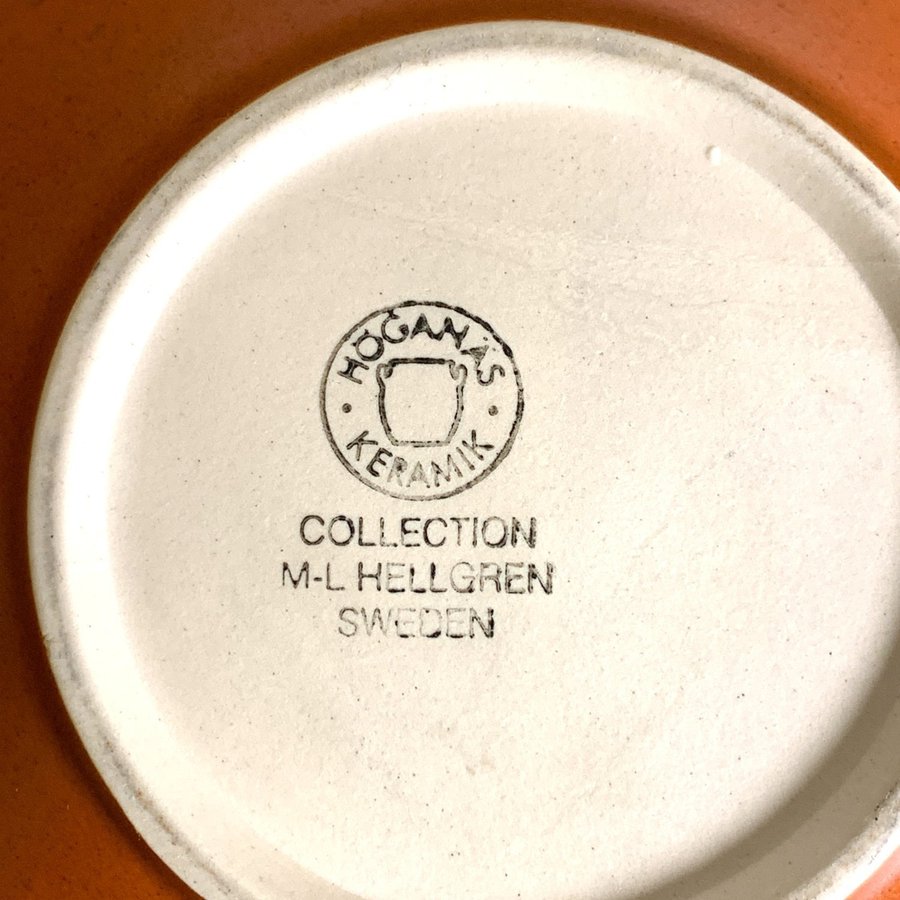 HÖGANÄS
KERAMIK
COLLECTION
M-L HELLGREN
SWEDEN